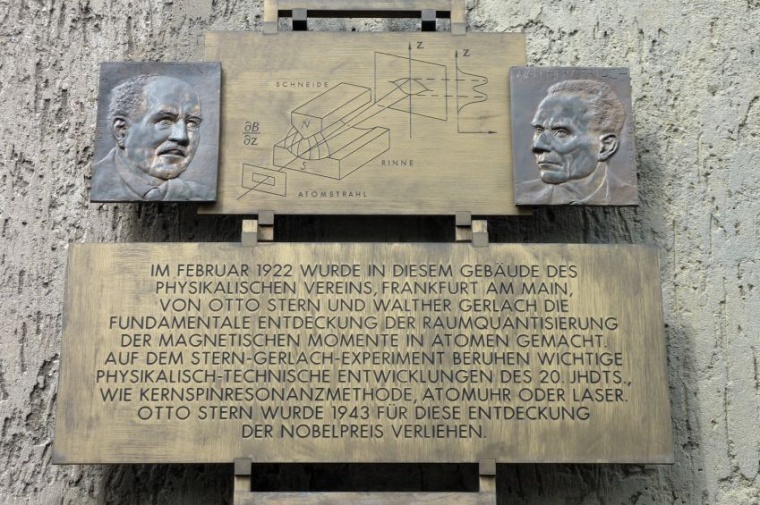 SCHNEIDE
Z
Z
N
∂B
∂Z
S
RINNE
ATOMSTRAHL
IM FEBRUAR 1922 WURDE IN DIESEM GEBÄUDE DES
PHYSIKALISCHEN VEREINS, FRANKFURT AM MAIN,
VON OTTO STERN UND WALTHER GERLACH DIE
FUNDAMENTALE ENTDECKUNG DER RAUMQUANTISIERUNG
DER MAGNETISCHEN MOMENTE IN ATOMEN GEMACHT.
AUF DEM STERN-GERLACH-EXPERIMENT BERUHEN WICHTIGE
PHYSIKALISCH-TECHNISCHE ENTWICKLUNGEN DES 20. JHDTS.,
WIE KERNSPINRESONANZMETHODE, ATOMUHR ODER LASER.
OTTO STERN WURDE 1943 FÜR DIESE ENTDECKUNG
DER NOBELPREIS VERLIEHEN.